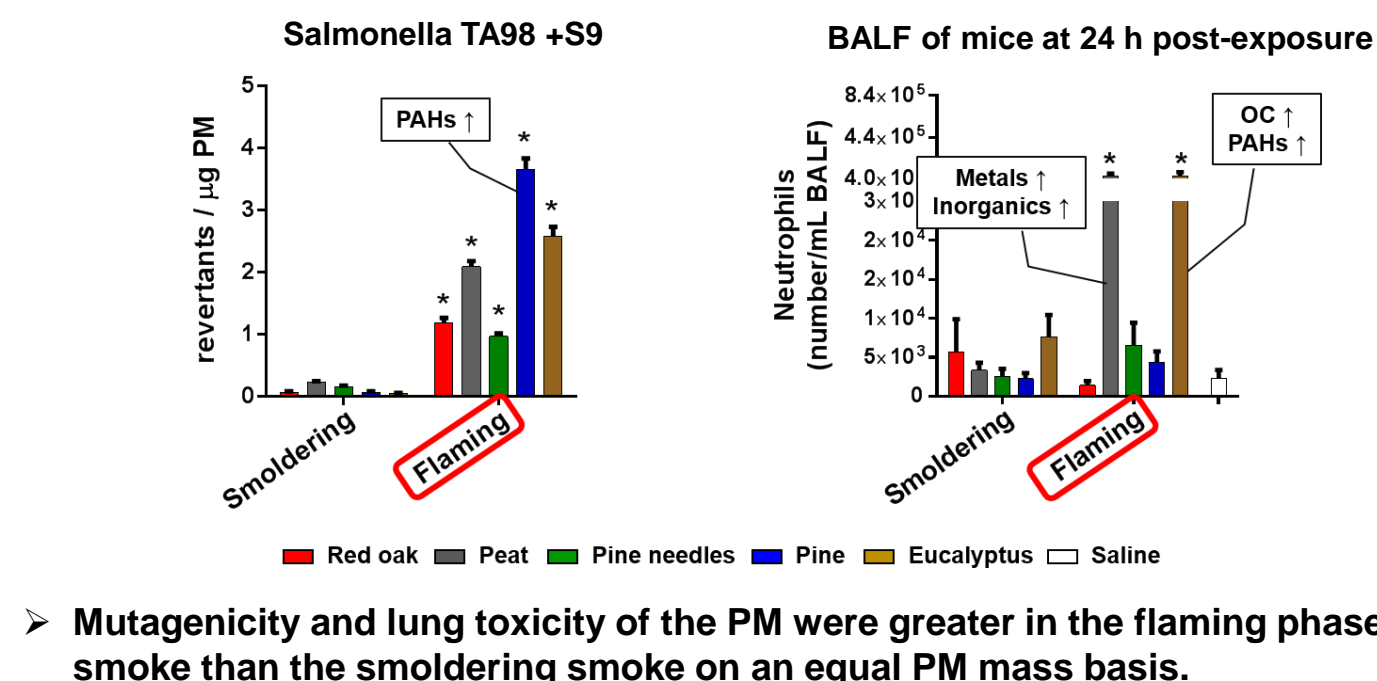 Salmonella TA98 +S9
BALF of mice at 24 h post-exposure
revertants / µg PM
5
4
3
2
1
0
PAHs ↑
*
*
*
*
*
Smoldering
Flaming
Neutrophils
(number/mL BALF)
8.4× 10⁵
4.4× 10⁵
4.0× 10
3× 10
2× 10⁴
2× 10⁴
1× 10⁴
5× 10³
0
Metals ↑
Inorganics ↑
OC ↑
PAHs ↑
*
*
Smoldering
Flaming
Red oak Peat Pine needles Pine Eucalyptus Saline
➢ Mutagenicity and lung toxicity of the PM were greater in the flaming phase
smoke than the smoldering smoke on an equal PM mass basis.